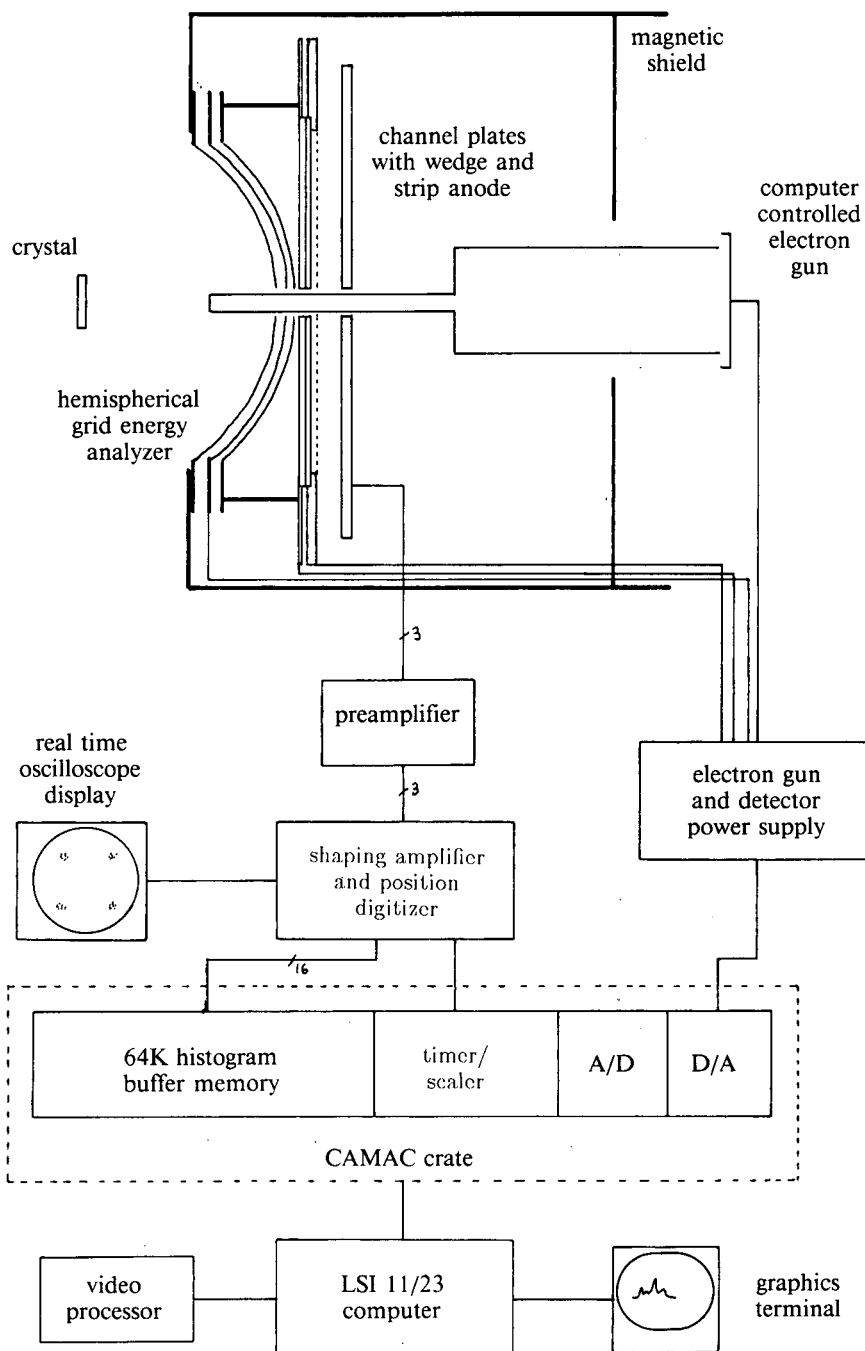 magnetic
shield
channel plates
with wedge and
strip anode
computer
controlled
electron
gun
crystal
hemispherical
grid energy
analyzer
3
preamplifier
real time
oscilloscope
display
3
electron gun
and detector
power supply
shaping amplifier
and position
digitizer
16
64K histogram
buffer memory
timer/
scaler
A/D
D/A
CAMAC crate
video
processor
LSI 11/23
computer
graphics
terminal